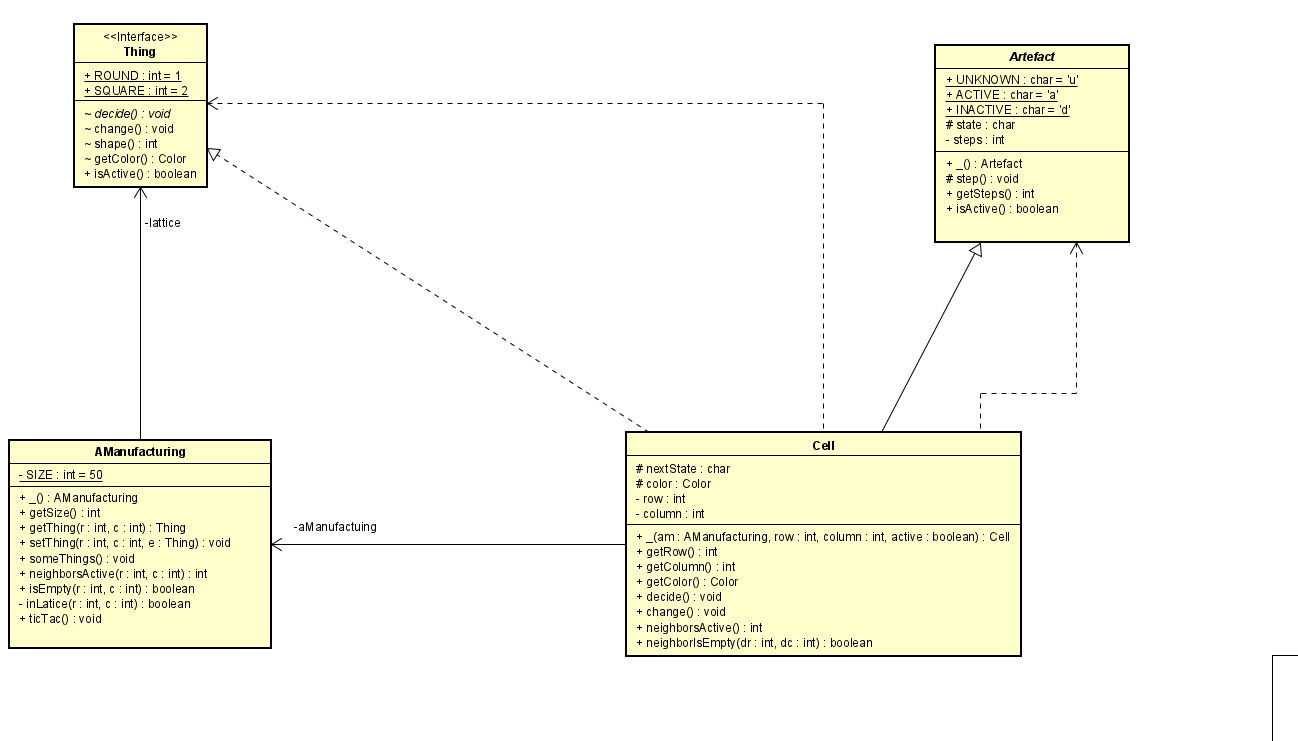 <<Interface>>
Thing
+ ROUND : int = 1
+ SQUARE : int = 2
~ decide() : void
~ change() : void
~ shape() : int
~ getColor() : Color
+ isActive() : boolean
Artefact
+ UNKNOWN : char = 'u'
+ ACTIVE : char = 'a'
+ INACTIVE : char = 'd'
# state : char
- steps : int
+ _() : Artefact
# step() : void
+ getSteps() : int
+ isActive() : boolean
-lattice
AManufacturing
- SIZE : int = 50
+ _() : AManufacturing
+ getSize() : int
+ getThing(r : int, c : int) : Thing
+ setThing(r : int, c : int, e : Thing) : void
+ someThings() : void
+ neighborsActive(r : int, c : int) : int
+ isEmpty(r : int, c : int) : boolean
- inLatice(r : int, c : int) : boolean
+ ticTac() : void
-aManufactuing
Cell
# nextState : char
# color : Color
- row : int
- column : int
+ _(am : AManufacturing, row : int, column : int, active : boolean) : Cell
+ getRow() : int
+ getColumn() : int
+ getColor() : Color
+ decide() : void
+ change() : void
+ neighborsActive() : int
+ neighborIsEmpty(dr : int, dc : int) : boolean